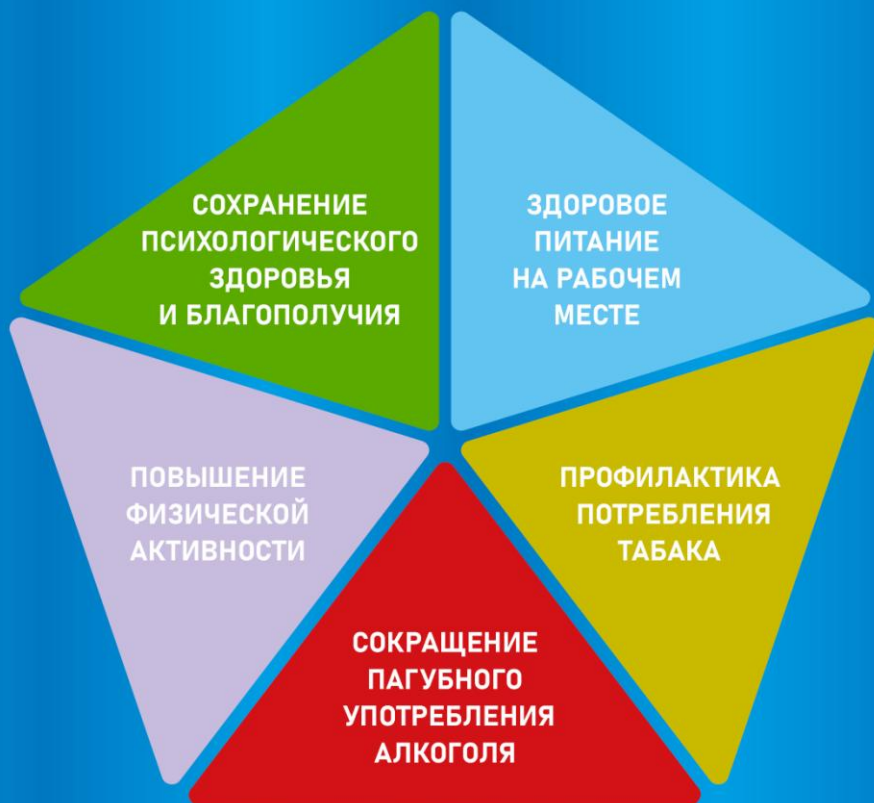 СОХРАНЕНИЕ
ПСИХОЛОГИЧЕСКОГО
ЗДОРОВЬЯ
И БЛАГОПОЛУЧИЯ
ЗДОРОВОЕ
ПИТАНИЕ
НА РАБОЧЕМ
МЕСТЕ
ПОВЫШЕНИЕ
ФИЗИЧЕСКОЙ
АКТИВНОСТИ
ПРОФИЛАКТИКА
ПОТРЕБЛЕНИЯ
ТАБАКА
СОКРАЩЕНИЕ
ПАГУБНОГО
УПОТРЕБЛЕНИЯ
АЛКОГОЛЯ